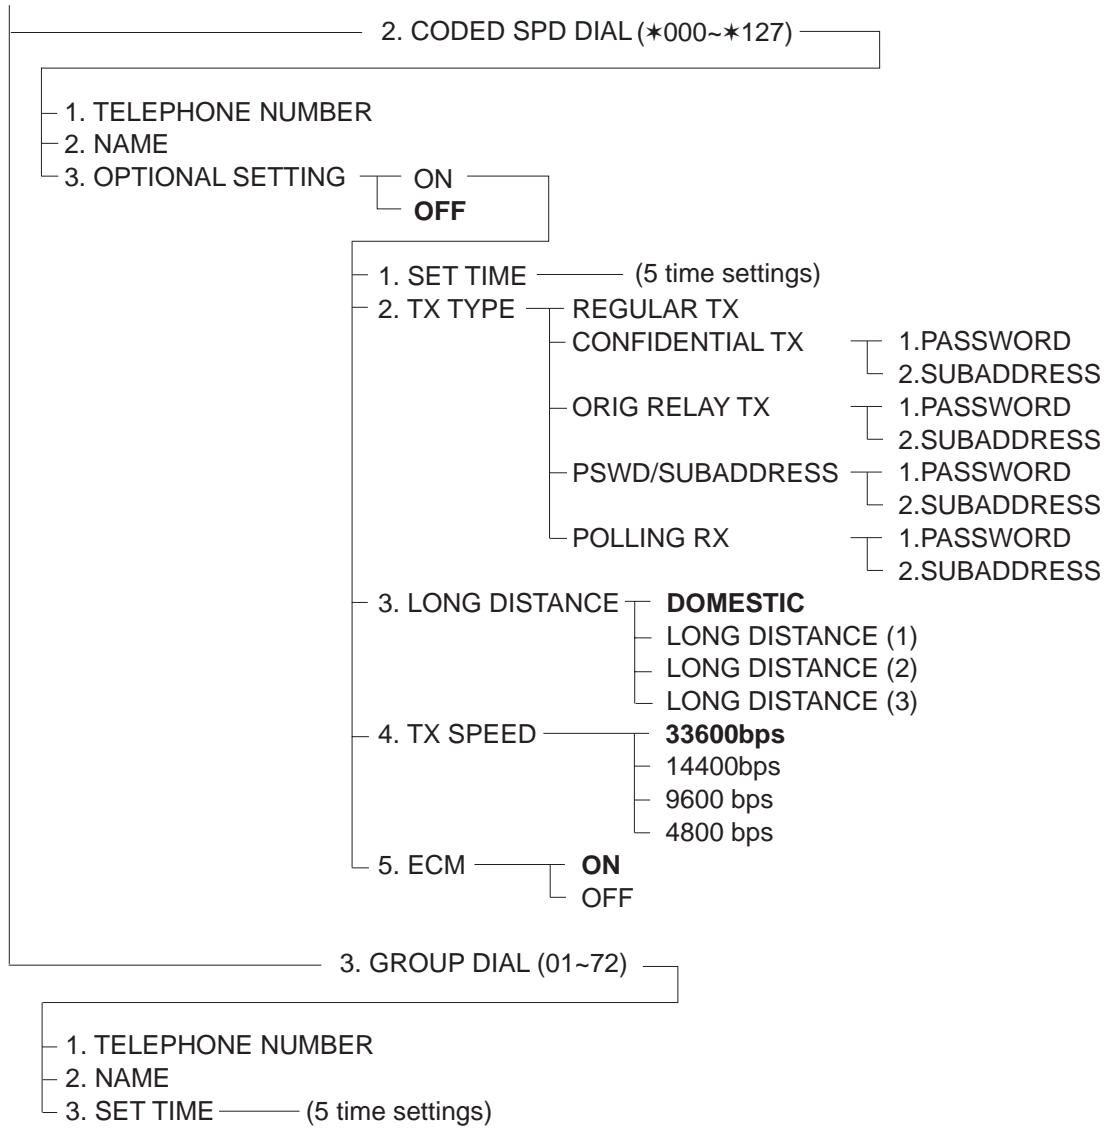 2. CODED SPD DIAL (✶000~✶127)
1. TELEPHONE NUMBER
2. NAME
3. OPTIONAL SETTING ON
OFF
1. SET TIME (5 time settings)
2. TX TYPE REGULAR TX
CONFIDENTIAL TX 1.PASSWORD
2.SUBADDRESS
ORIG RELAY TX 1.PASSWORD
2.SUBADDRESS
PSWD/SUBADDRESS 1.PASSWORD
2.SUBADDRESS
POLLING RX 1.PASSWORD
2.SUBADDRESS
3. LONG DISTANCE DOMESTIC
LONG DISTANCE (1)
LONG DISTANCE (2)
LONG DISTANCE (3)
4. TX SPEED 33600bps
14400bps
9600 bps
4800 bps
5. ECM ON
OFF
3. GROUP DIAL (01~72)
1. TELEPHONE NUMBER
2. NAME
3. SET TIME (5 time settings)